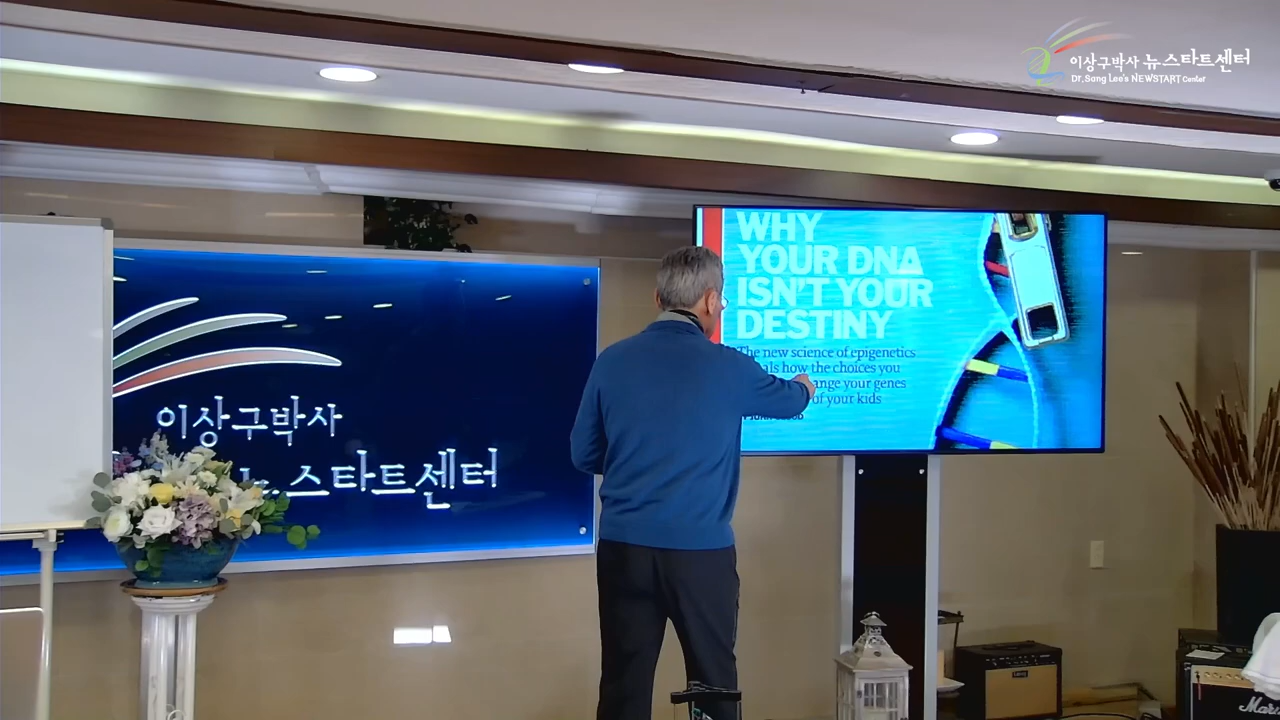 이상구박사 뉴스타트센터
Dr. Sang Lee's NEWSTART Center
WHY
YOUR DNA
ISN'T YOUR
DESTINY
The new science of epigenetics
how the choices you
your genes
of your kids
이상구박사
스타트센터